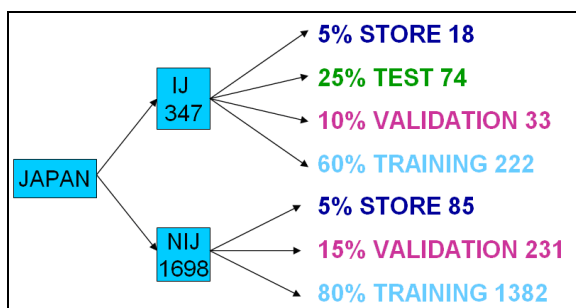 5% STORE 18
IJ
347
25% TEST 74
10% VALIDATION 33
60% TRAINING 222
JAPAN
NIJ
1698
5% STORE 85
15% VALIDATION 231
80% TRAINING 1382